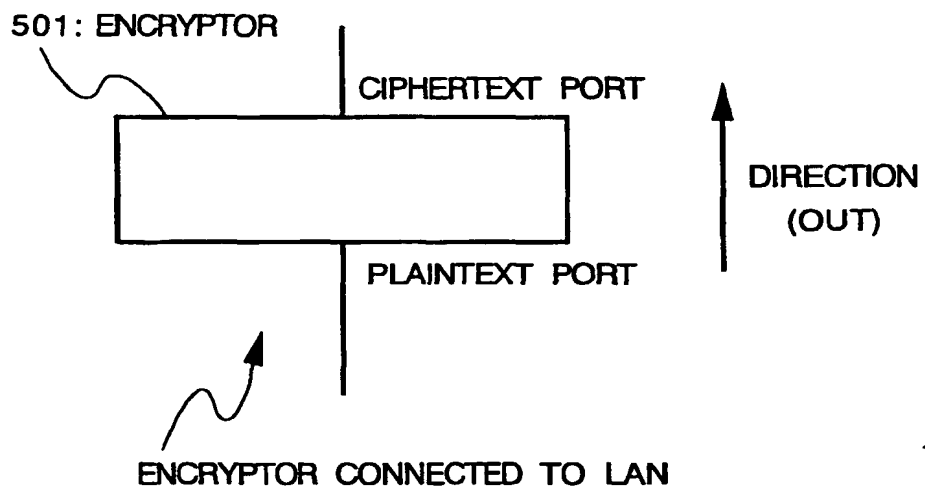 501: ENCRYPTOR
CIPHERTEXT PORT
DIRECTION
(OUT)
PLAINTEXT PORT
ENCRYPTOR CONNECTED TO LAN